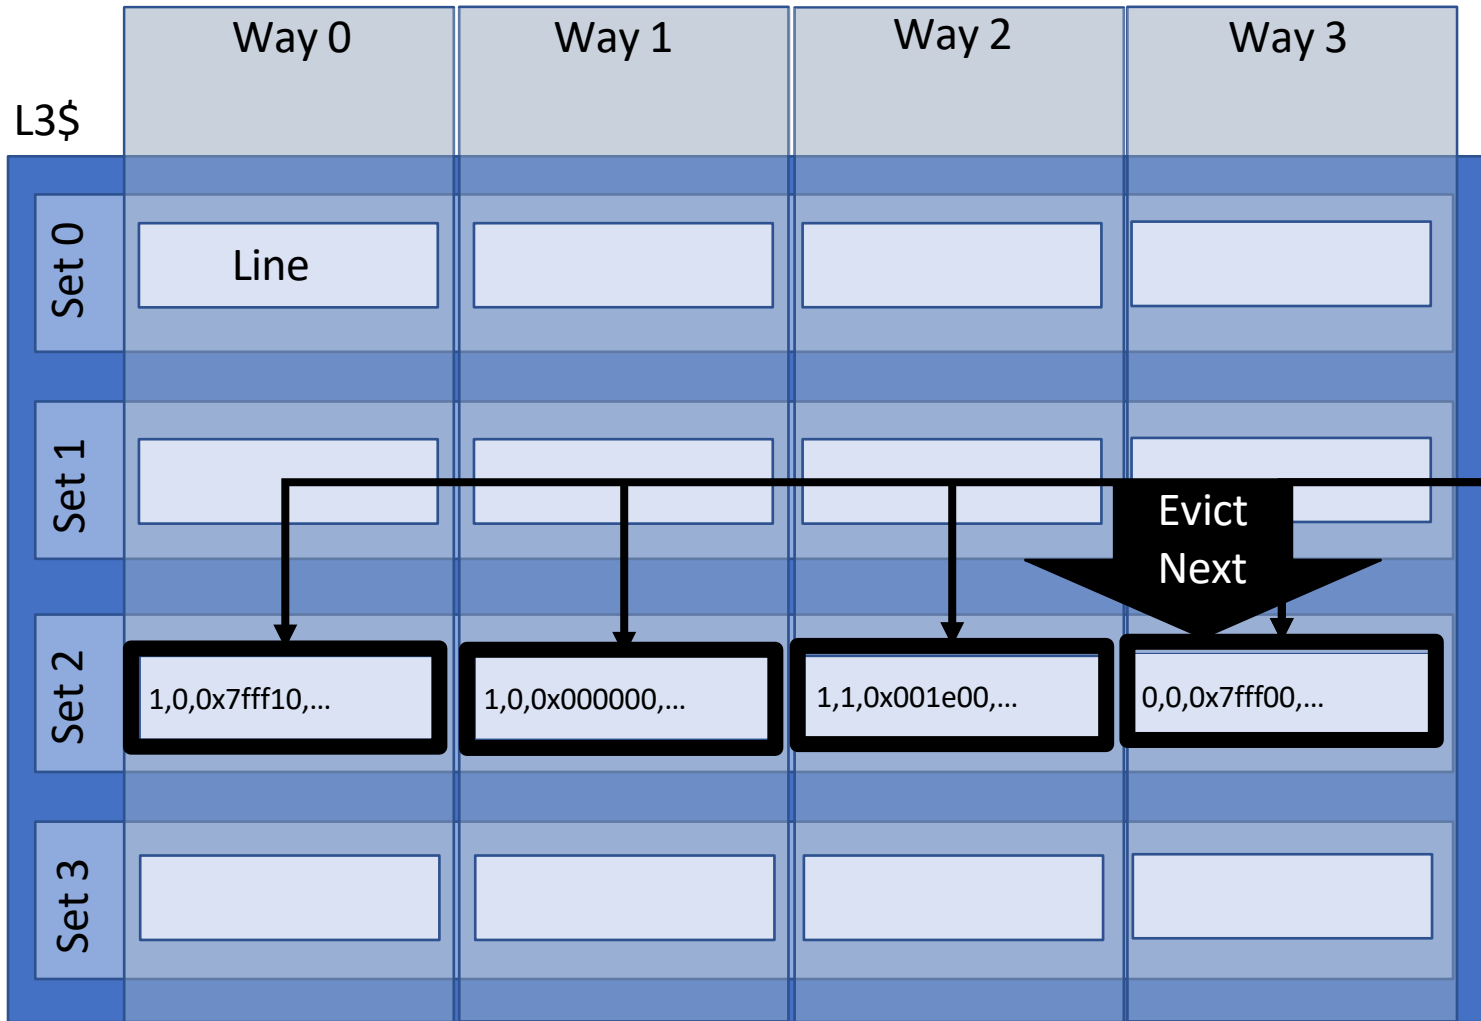 Way 0
Way 1
Way 2
Way 3
L3$
Set 0
Line
Set 1
Evict
Next
Set 2
1,0,0x7fff10,...
1,0,0x000000,...
1,1,0x001e00,...
0,0,0x7fff00,...
Set 3